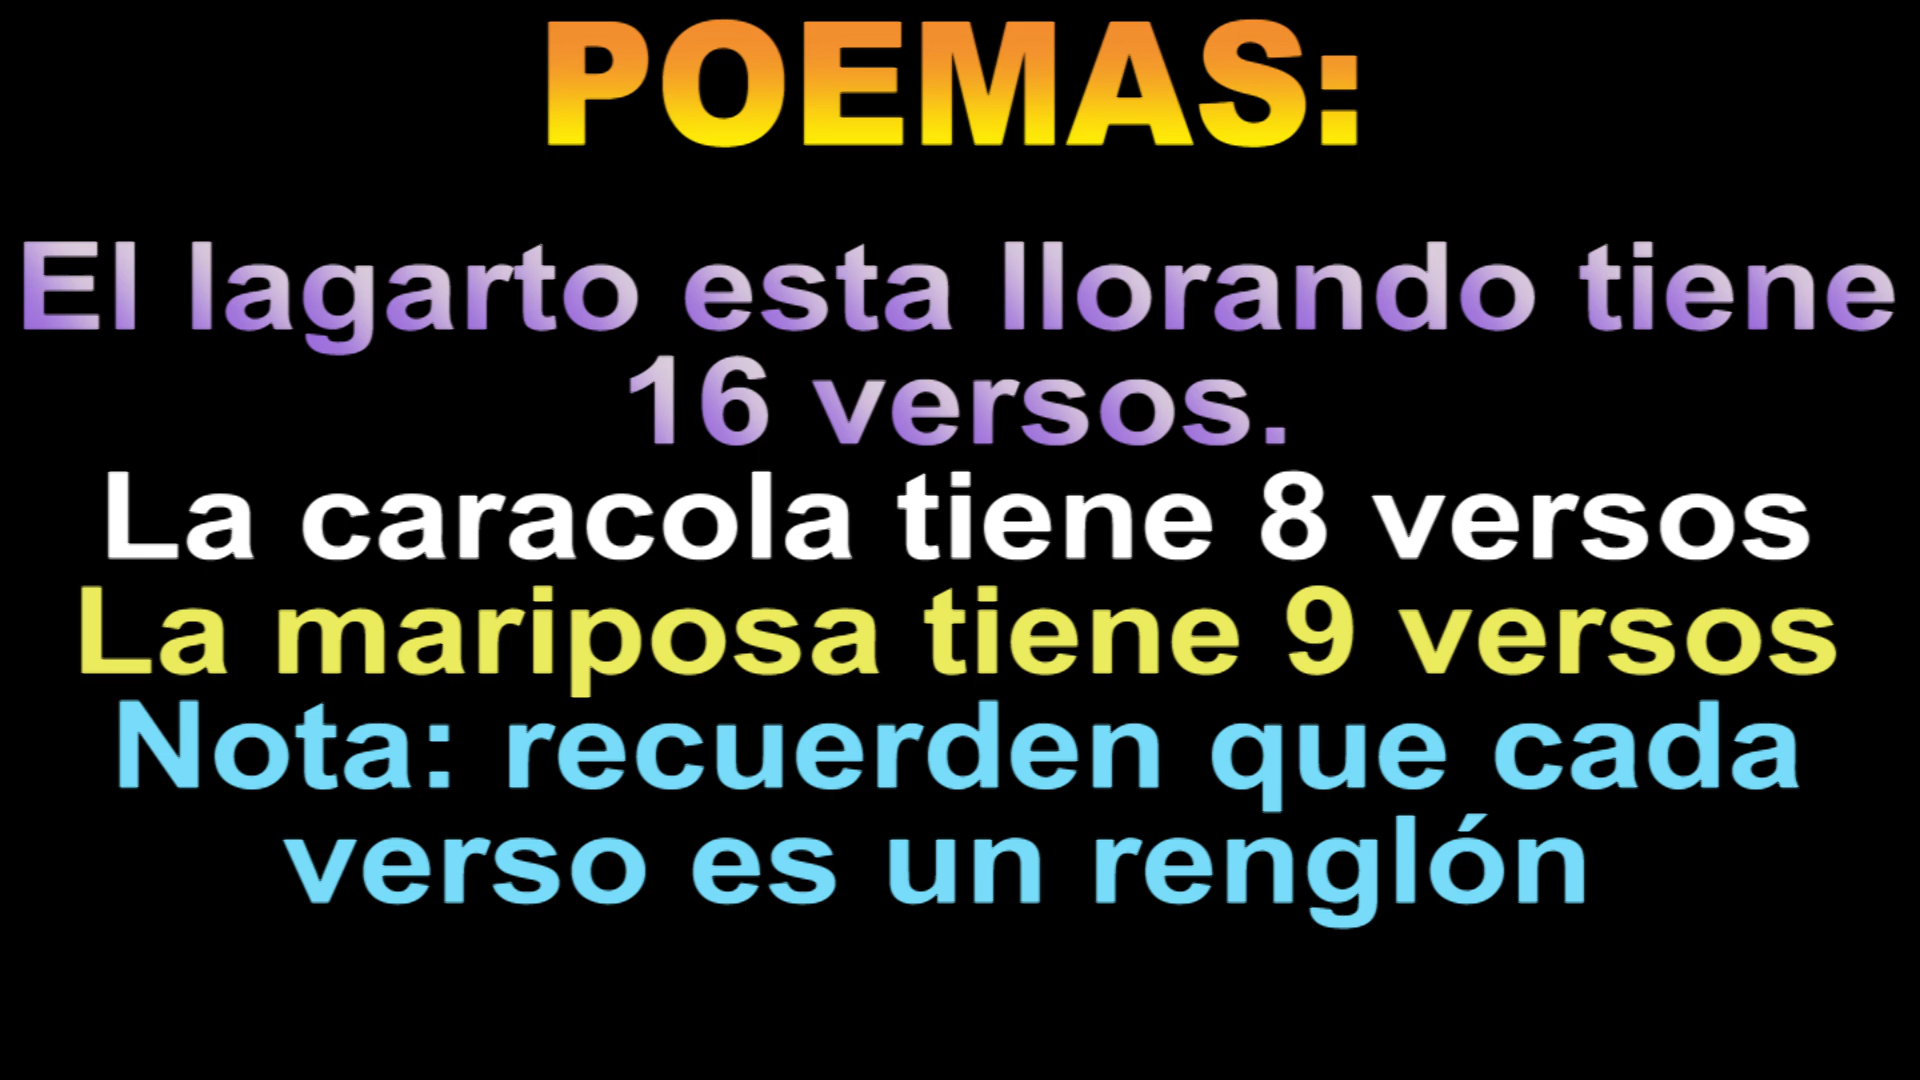 POEMAS:
El lagarto esta llorando tiene
16 versos.
La caracola tiene 8 versos
La mariposa tiene 9 versos
Nota: recuerden que cada
verso es un renglón